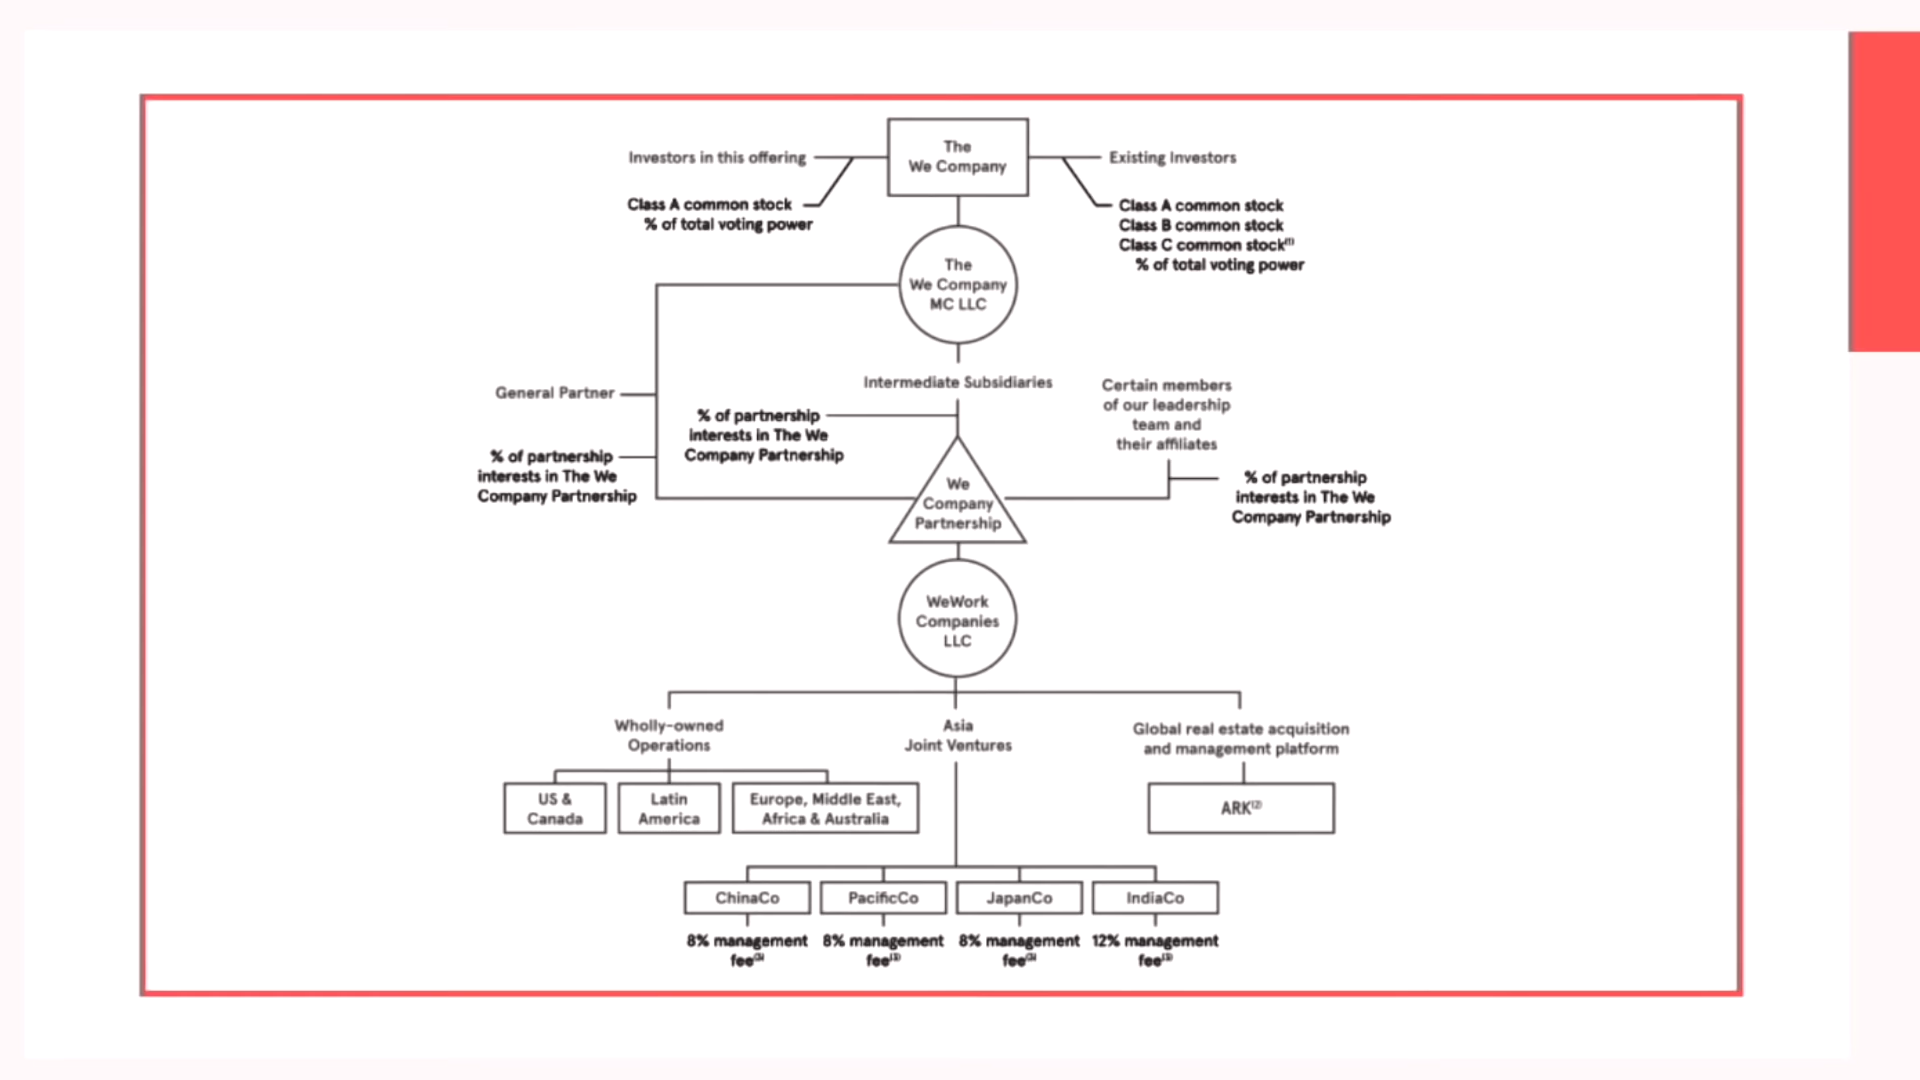 The
We Company
Investors in this offering
Class A common stock
% of total voting power
Existing Investors
Class A common stock
Class B common stock
Class C common stock(1)
% of total voting power
The
We Company
MC LLC
General Partner
% of partnership
interests in The We
Company Partnership
Intermediate Subsidiaries
% of partnership
interests in The We
Company Partnership
Certain members
of our leadership
team and
their affiliates
% of partnership
interests in The We
Company Partnership
We
Company
Partnership
WeWork
Companies
LLC
Wholly-owned
Operations
US &
Canada
Latin
America
Europe, Middle East,
Africa & Australia
Asia
Joint Ventures
Global real estate acquisition
and management platform
ARK(2)
ChinaCo
8% management
fee(3)
PacificCo
8% management
fee(3)
JapanCo
8% management
fee(3)
IndiaCo
12% management
fee(3)